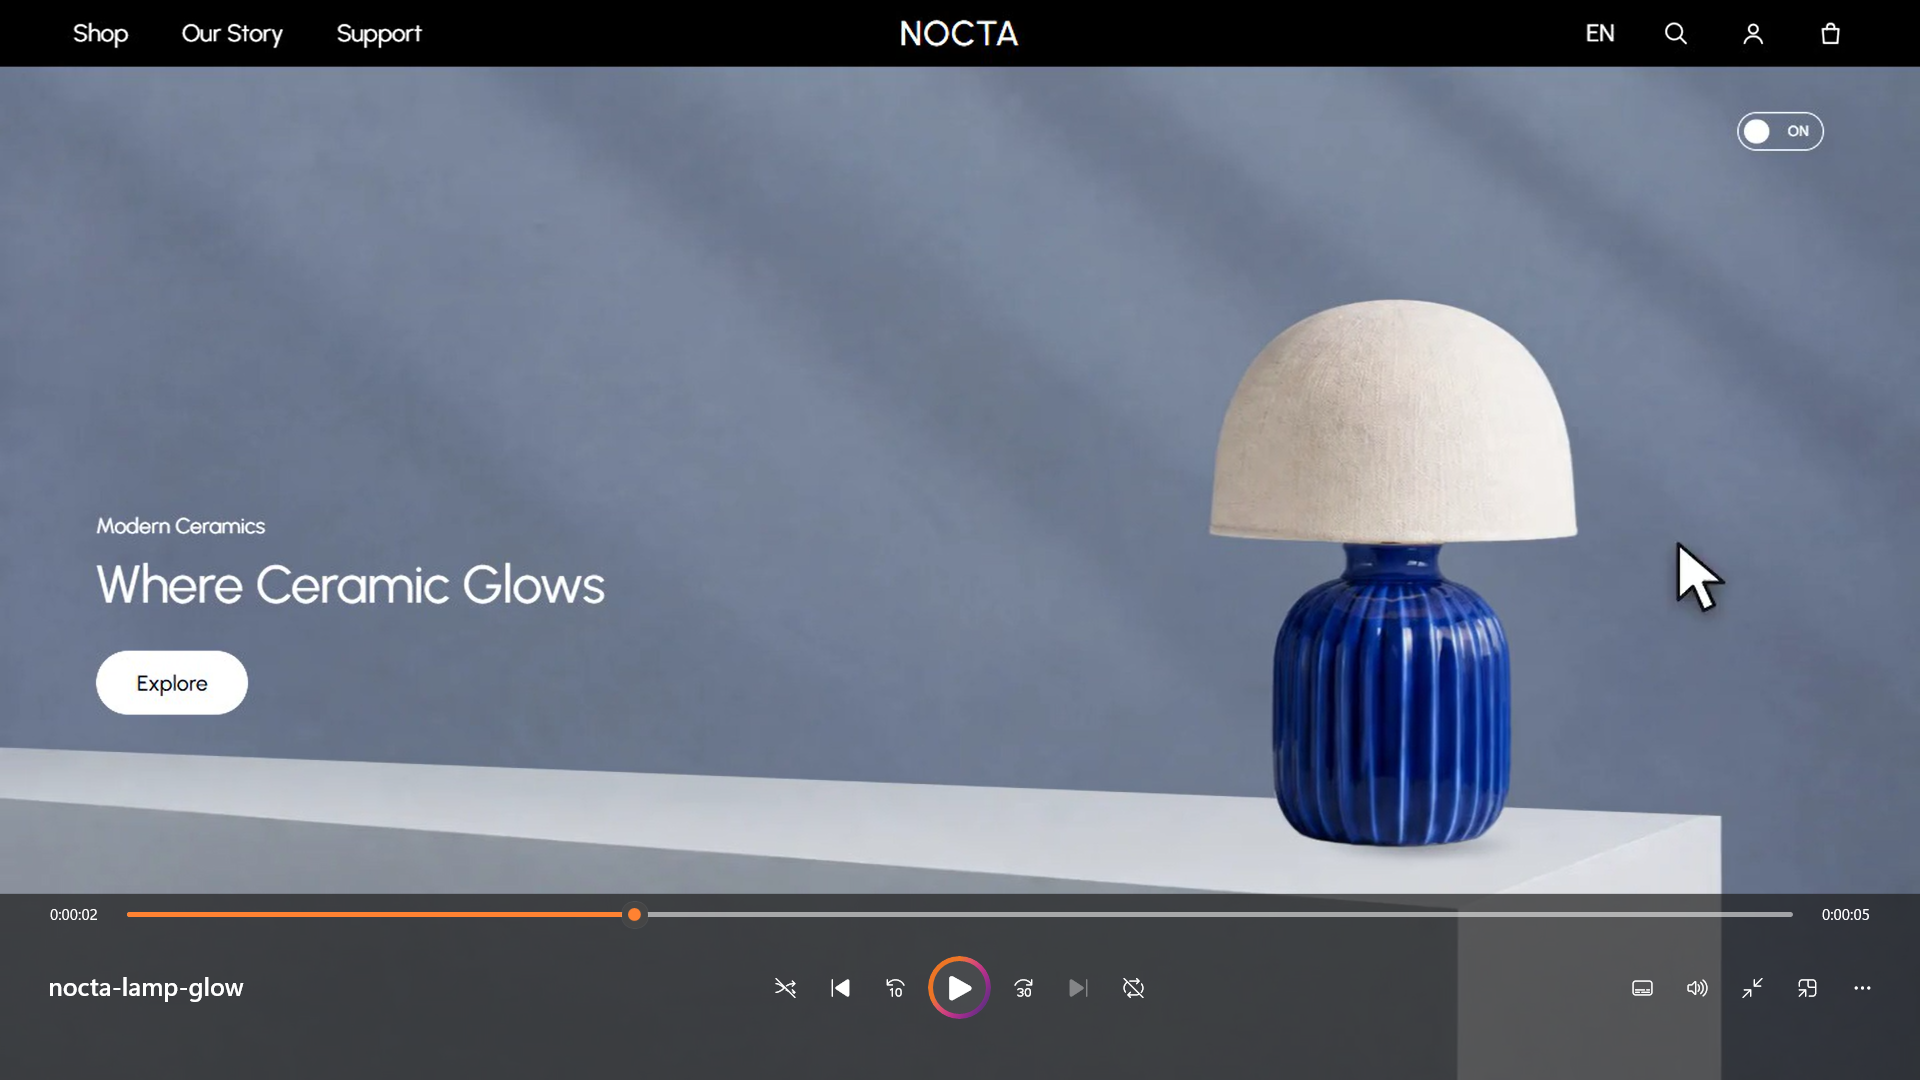 Shop Our Story Support NOCTA EN
ON
Modern Ceramics
Where Ceramic Glows
Explore
0:00:02 0:00:05
nocta-lamp-glow 10 30